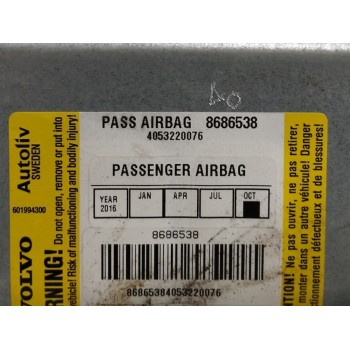 PASS AIRBAG 8686538
4053220076
PASSENGER AIRBAG
YEAR 2016 JAN APR JUL OCT
8686538
86865384053220076
Autoliv
SWEDEN
601994300
VOLVO
WARNING! Do not open, remove or put into
vehicle! Risk of malfunctioning and bodily injury!
ATTENTION! Ne pas ouvrir, ne pas retirer,
monter dans un autre véhicule! Danger
fonctionnement défectueux et de blessures!